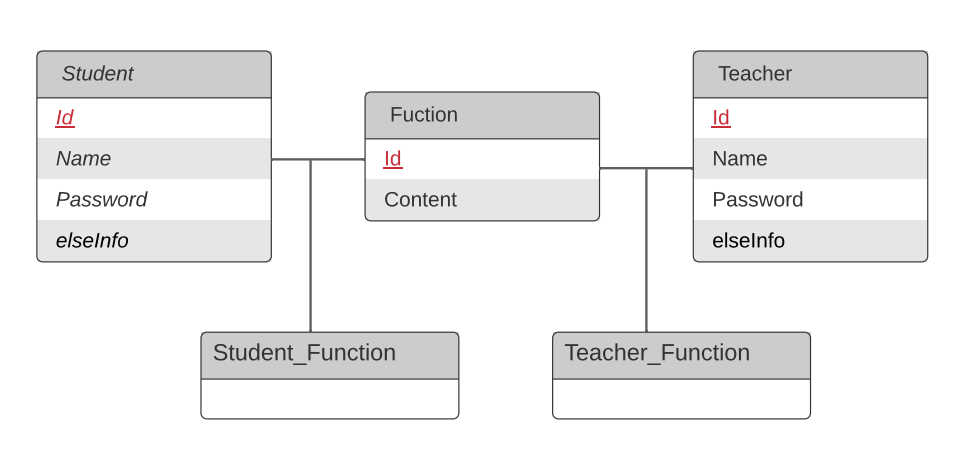 Student
Id
Name
Password
elseInfo
Fuction
Id
Content
Teacher
Id
Name
Password
elseInfo
Student_Function
Teacher_Function